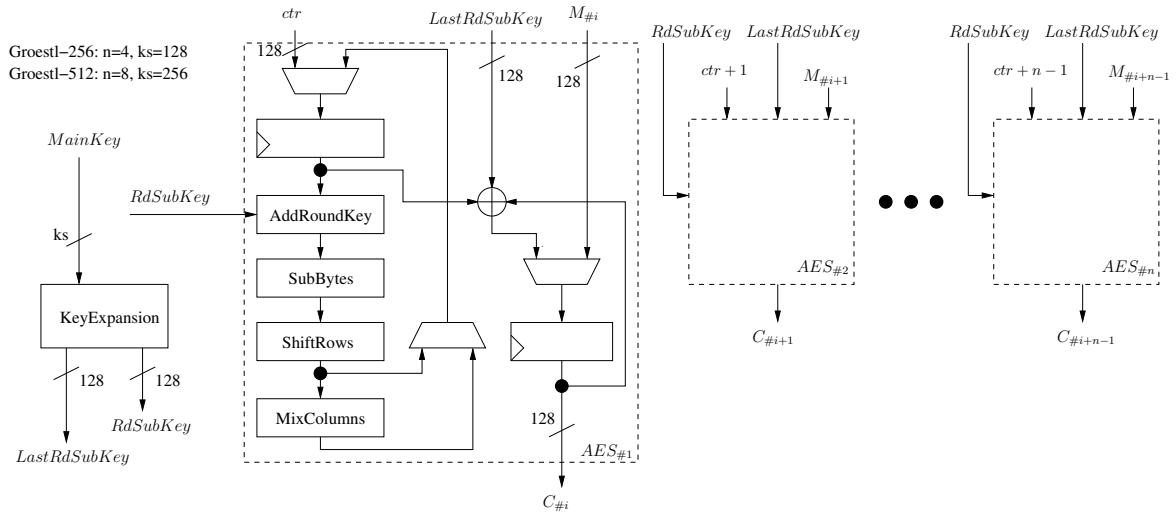 Groestl−256: n=4, ks=128
Groestl−512: n=8, ks=256
MainKey
ks
KeyExpansion
128
128
RdSubKey
LastRdSubKey
RdSubKey
ctr
128
LastRdSubKey
128
M#i
128
AddRoundKey
SubBytes
ShiftRows
MixColumns
128
AES#1
C#i
RdSubKey
LastRdSubKey
ctr + 1
M#i+1
AES#2
C#i+1
RdSubKey
LastRdSubKey
ctr + n − 1
M#i+n−1
AES#n
C#i+n−1